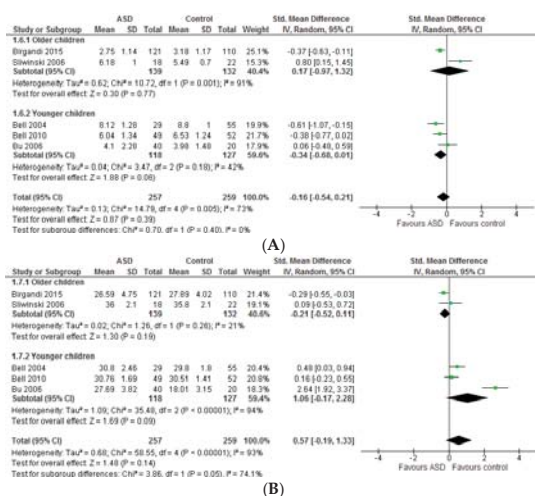 ASD Control Std. Mean Difference Std. Mean Difference
Study or Subgroup Mean SD Total Mean SD Total Weight IV, Random, 95% CI IV, Random, 95% CI
1.6.1 Older children
Birgandi 2015 2.75 1.14 121 3.18 1.17 110 25.1% -0.37 [-0.63, -0.11]
Sliwinski 2006 6.18 1 18 5.49 0.7 22 15.3% 0.80 [0.15, 1.45]
Subtotal (95% CI) 139 132 40.4% 0.17 [-0.97, 1.32]
Heterogeneity: Tau² = 0.62; Chi² = 10.72, df = 1 (P = 0.001); I² = 91%
Test for overall effect: Z = 0.30 (P = 0.77)
1.6.2 Younger children
Bell 2004 8.12 1.28 29 8.8 1 55 -0.61 [-1.07, -0.15]
Bell 2010 6.04 1.34 49 6.53 1.24 52 -0.38 [-0.77, 0.02]
Bu 2006 4.1 2.28 40 3.98 1.48 20 0.06 [-0.48, 0.59]
Subtotal (95% CI) 118 127 59.6% -0.34 [-0.68, 0.01]
Heterogeneity: Tau² = 0.04; Chi² = 3.47, df = 2 (P = 0.18); I² = 42%
Test for overall effect: Z = 1.88 (P = 0.06)
Total (95% CI) 257 259 100.0% -0.16 [-0.54, 0.21]
Heterogeneity: Tau² = 0.13; Chi² = 14.79, df = 4 (P = 0.005); I² = 73%
Test for overall effect: Z = 0.87 (P = 0.39)
Test for subgroup differences: Chi² = 0.70, df = 1 (P = 0.40), I² = 0%
-4 -2 0 2 4
Favours ASD Favours control
(A)
ASD Control Std. Mean Difference Std. Mean Difference
Study or Subgroup Mean SD Total Mean SD Total Weight IV, Random, 95% CI IV, Random, 95% CI
1.7.1 Older children
Birgandi 2015 26.59 4.75 121 27.89 4.02 110 21.4% -0.29 [-0.55, -0.03]
Sliwinski 2006 36 2.1 18 35.8 2.1 22 0.09 [-0.53, 0.72]
Subtotal (95% CI) 139 132 40.6% -0.21 [-0.52, 0.11]
Heterogeneity: Tau² = 0.02; Chi² = 1.26, df = 1 (P = 0.26); I² = 21%
Test for overall effect: Z = 1.30 (P = 0.19)
1.7.2 Younger children
Bell 2004 30.8 2.46 29 29.8 1.8 55 20.4% 0.48 [0.03, 0.94]
Bell 2010 30.76 1.69 49 30.51 1.41 52 0.16 [-0.23, 0.55]
Bu 2006 27.69 3.82 40 18.01 3.15 20 2.64 [1.92, 3.37]
Subtotal (95% CI) 118 127 59.4% 1.06 [-0.17, 2.28]
Heterogeneity: Tau² = 1.09; Chi² = 35.48, df = 2 (P < 0.00001); I² = 94%
Test for overall effect: Z = 1.69 (P = 0.09)
Total (95% CI) 257 259 100.0% 0.57 [-0.19, 1.33]
Heterogeneity: Tau² = 0.68; Chi² = 58.55, df = 4 (P < 0.00001); I² = 93%
Test for overall effect: Z = 1.48 (P = 0.14)
Test for subgroup differences: Chi² = 3.86, df = 1 (P = 0.05), I² = 74.1%
-4 -2 0 2 4
Favours ASD Favours control
(B)